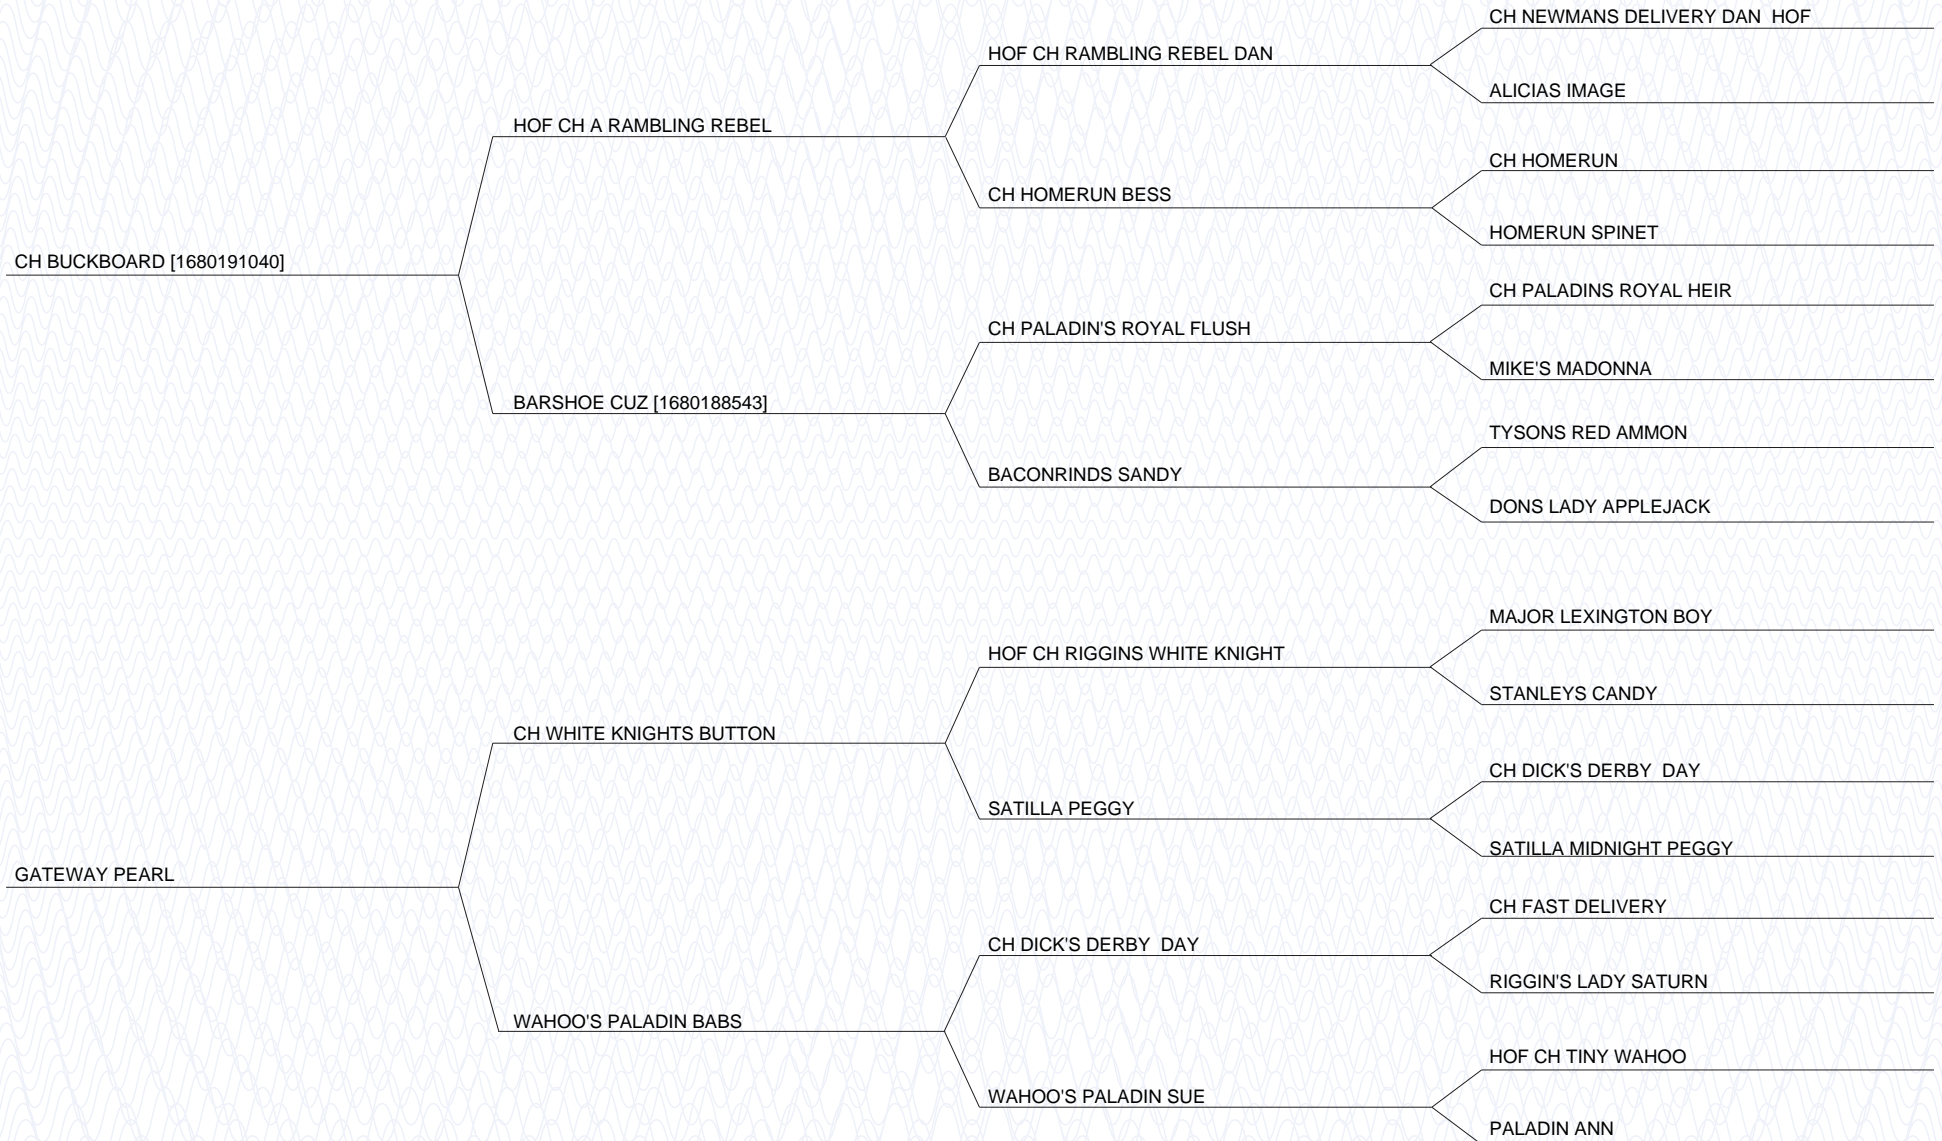 CH NEWMANS DELIVERY DAN  HOF
HOF CH RAMBLING REBEL DAN
ALICIAS IMAGE
HOF CH A RAMBLING REBEL
CH HOMERUN
CH HOMERUN BESS
HOMERUN SPINET
CH BUCKBOARD [1680191040]
CH PALADINS ROYAL HEIR
CH PALADIN'S ROYAL FLUSH
MIKE'S MADONNA
BARSHOE CUZ [1680188543]
TYSONS RED AMMON
BACONRINDS SANDY
DONS LADY APPLEJACK
MAJOR LEXINGTON BOY
HOF CH RIGGINS WHITE KNIGHT
STANLEYS CANDY
CH WHITE KNIGHTS BUTTON
CH DICK'S DERBY  DAY
SATILLA PEGGY
SATILLA MIDNIGHT PEGGY
GATEWAY PEARL
CH FAST DELIVERY
CH DICK'S DERBY  DAY
RIGGIN'S LADY SATURN
WAHOO'S PALADIN BABS
HOF CH TINY WAHOO
WAHOO'S PALADIN SUE
PALADIN ANN